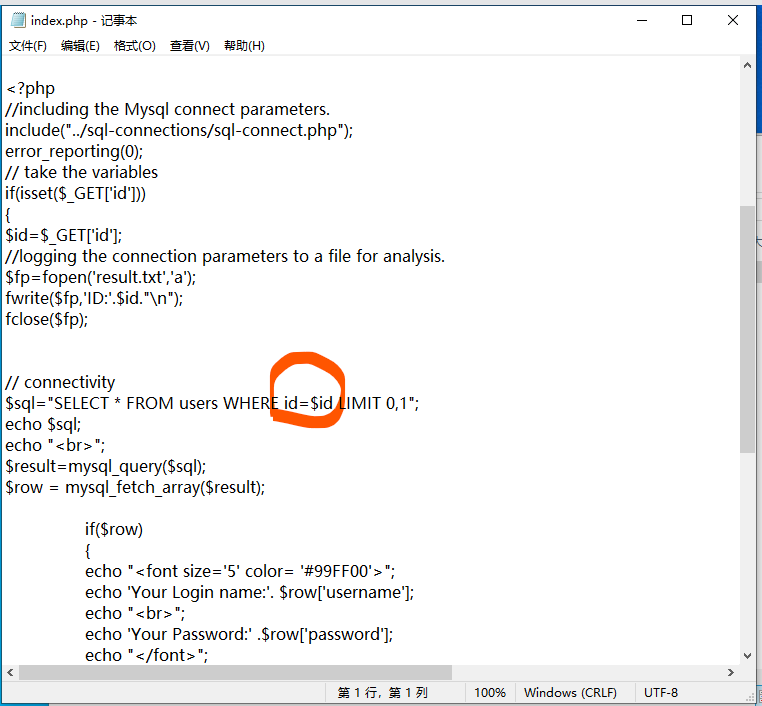 index.php - 记事本
文件(F) 编辑(E) 格式(O) 查看(V) 帮助(H)
<?php
//including the Mysql connect parameters.
include("../sql-connections/sql-connect.php");
error_reporting(0);
// take the variables
if(isset($_GET['id']))
{
$id=$_GET['id'];
//logging the connection parameters to a file for analysis.
$fp=fopen('result.txt','a');
fwrite($fp,'ID:'.$id."\n");
fclose($fp);
// connectivity
$sql="SELECT * FROM users WHERE id=$id LIMIT 0,1";
echo $sql;
echo "<br>";
$result=mysql_query($sql);
$row = mysql_fetch_array($result);
if($row)
{
echo "<font size='5' color= '#99FF00'>";
echo 'Your Login name:'. $row['username'];
echo "<br>";
echo 'Your Password:' .$row['password'];
echo "</font>";
第 1 行，第 1 列 100% Windows (CRLF) UTF-8